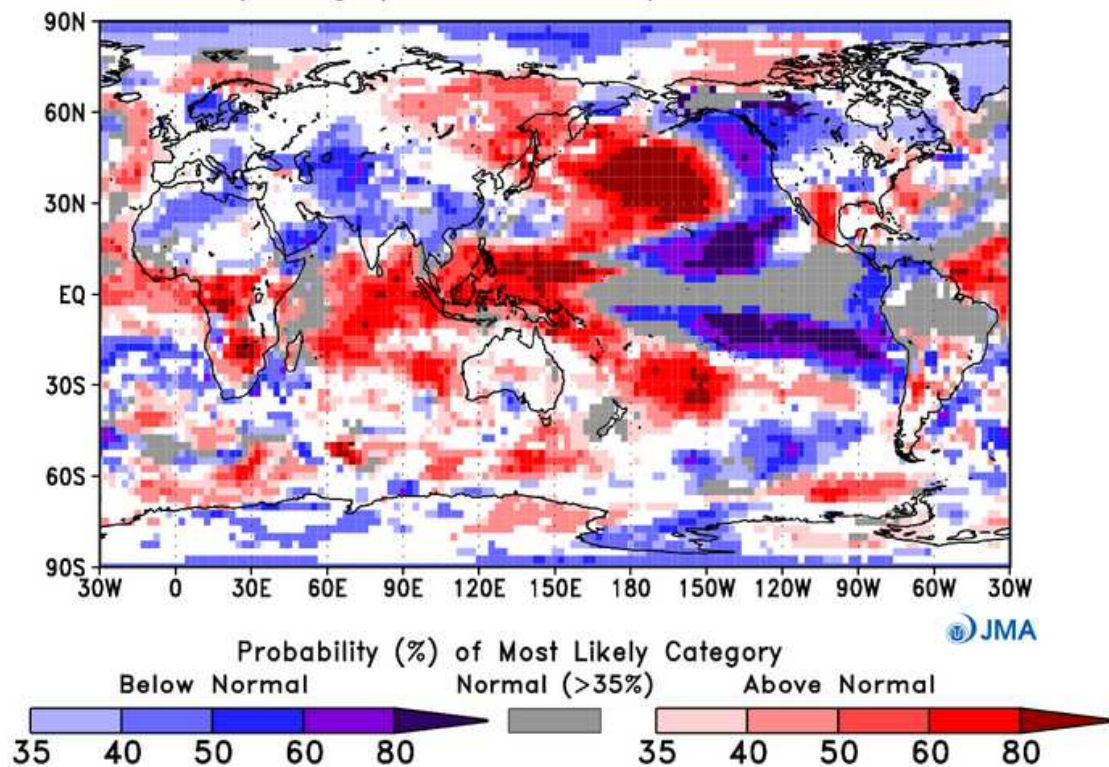 90N
60N
30N
EQ
30S
60S
90S
30W 0 30E 60E 90E 120E 150E 180 150W 120W 90W 60W 30W
JMA
Probability (%) of Most Likely Category
Below Normal Normal (>35%) Above Normal
35 40 50 60 80 35 40 50 60 80